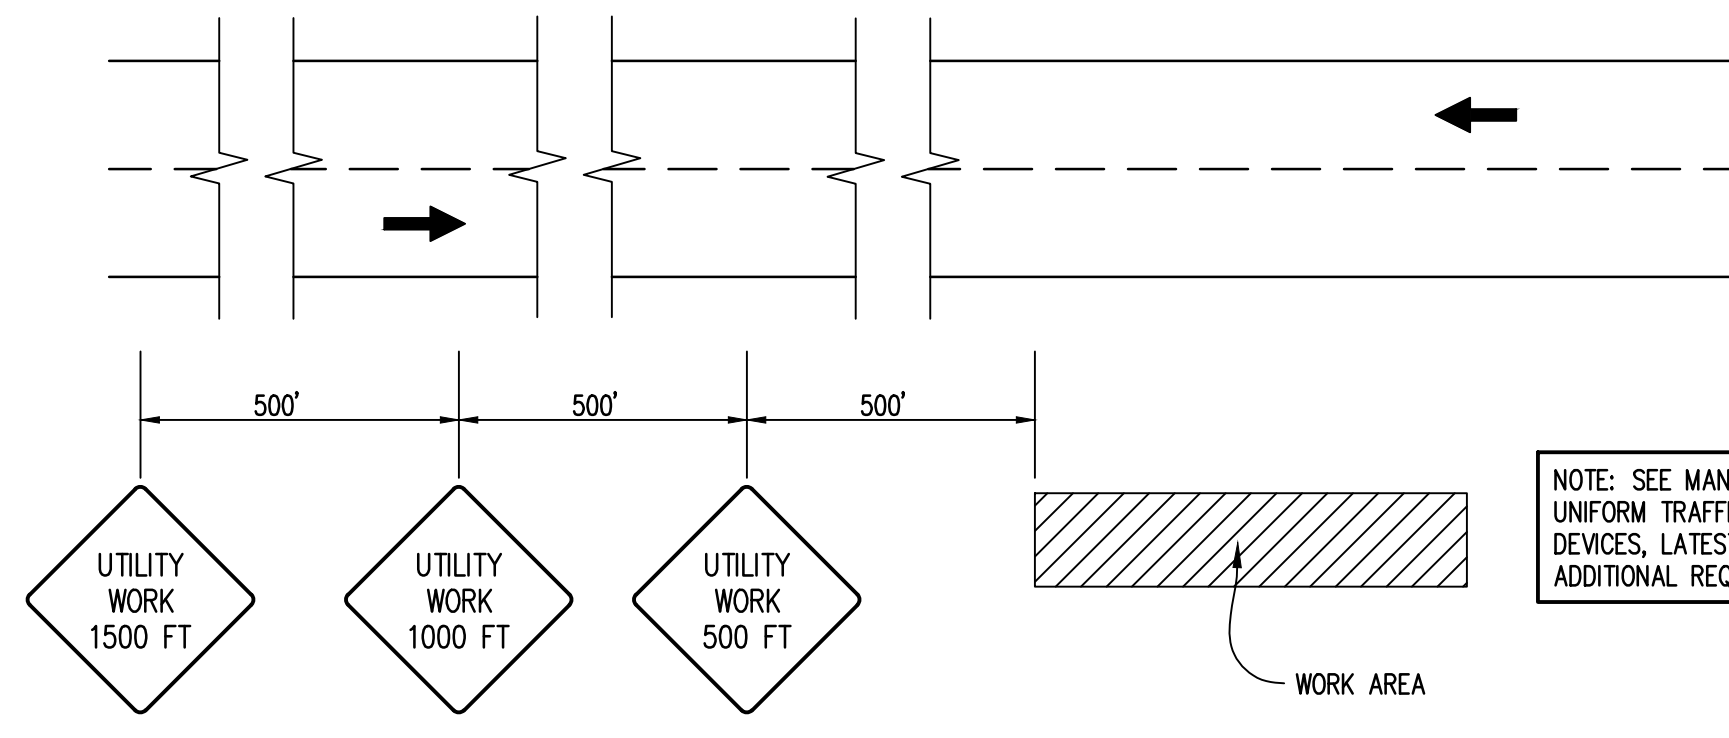 500'
500'
500'
UTILITY
WORK
1500 FT
UTILITY
WORK
1000 FT
UTILITY
WORK
500 FT
NOTE: SEE MAN
UNIFORM TRAFF
DEVICES, LATES
ADDITIONAL REQ
WORK AREA